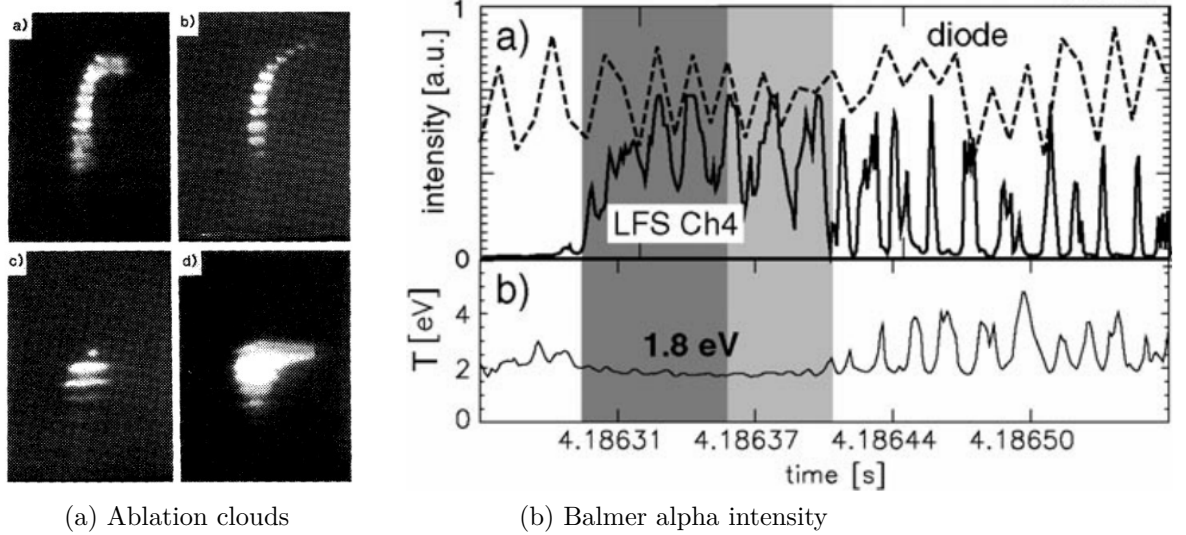 a)
b)
c)
d)
1
a)
diode
intensity [a.u.]
LFS Ch4
0
b)
T [eV]
4
2
0
1.8 eV
4.18631 4.18637 4.18644 4.18650
time [s]
(a) Ablation clouds
(b) Balmer alpha intensity